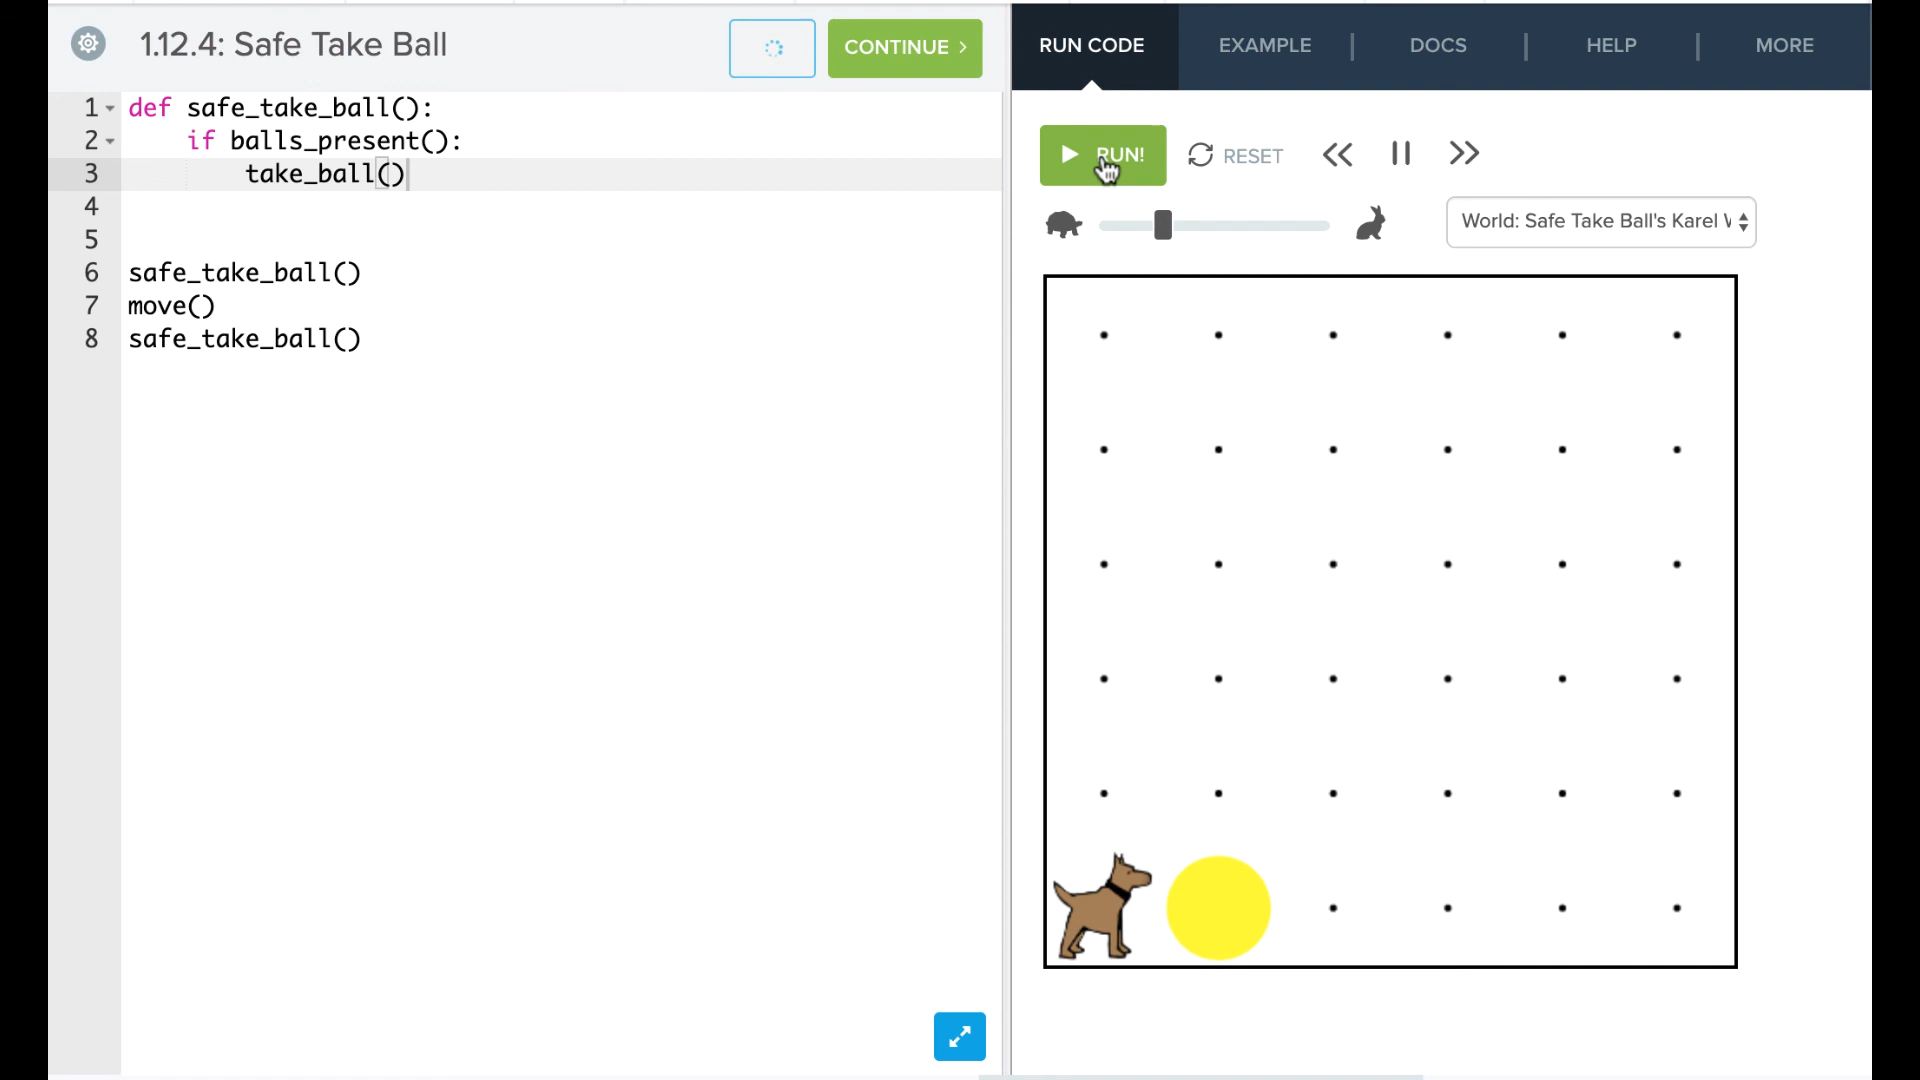 1.12.4: Safe Take Ball
CONTINUE
RUN CODE
EXAMPLE
DOCS
HELP
MORE
1 def safe_take_ball():
2 if balls_present():
3 take_ball()
4
5
6 safe_take_ball()
7 move()
8 safe_take_ball()
RUN!
RESET
World: Safe Take Ball's Karel